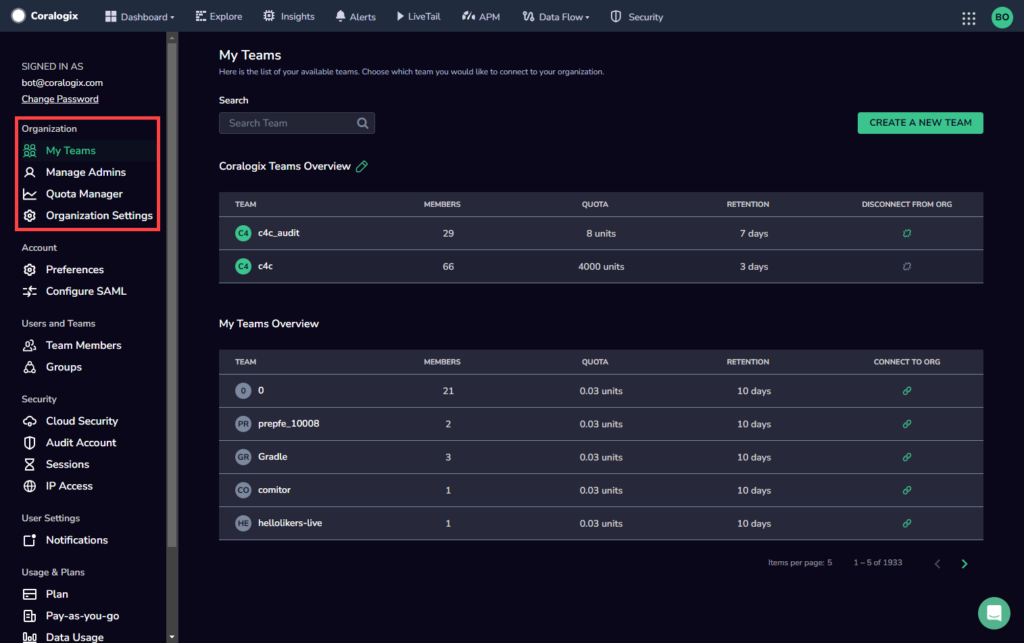 Coralogix Dashboard Explore Insights Alerts LiveTail APM Data Flow Security BO
SIGNED IN AS
bot@coralogix.com
Change Password
Organization
My Teams
Manage Admins
Quota Manager
Organization Settings
Account
Preferences
Configure SAML
Users and Teams
Team Members
Groups
Security
Cloud Security
Audit Account
Sessions
IP Access
User Settings
Notifications
Usage & Plans
Plan
Pay-as-you-go
Data Usage
My Teams
Here is the list of your available teams. Choose which team you would like to connect to your organization.
Search
Search Team
CREATE A NEW TEAM
Coralogix Teams Overview
TEAM MEMBERS QUOTA RETENTION DISCONNECT FROM ORG
C4 c4c_audit 29 8 units 7 days
C4 c4c 66 4000 units 3 days
My Teams Overview
TEAM MEMBERS QUOTA RETENTION CONNECT TO ORG
0 0 21 0.03 units 10 days
PR prepfe_10008 2 0.03 units 10 days
GR Gradle 3 0.03 units 10 days
CO comitor 1 0.03 units 10 days
HE hellolikers-live 1 0.03 units 10 days
Items per page: 5 1 – 5 of 1933